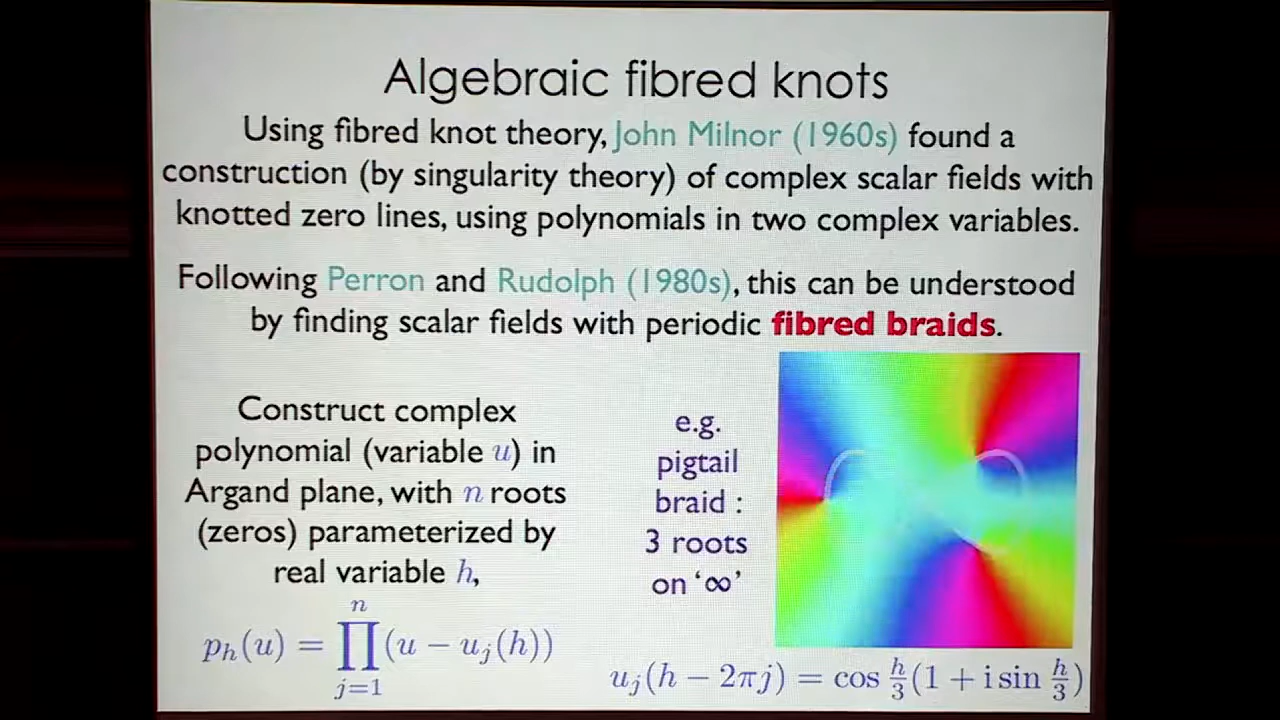 Algebraic fibred knots
Using fibred knot theory, John Milnor (1960s) found a
construction (by singularity theory) of complex scalar fields with
knotted zero lines, using polynomials in two complex variables.
Following Perron and Rudolph (1980s), this can be understood
by finding scalar fields with periodic fibred braids.
Construct complex
polynomial (variable u) in
Argand plane, with n roots
(zeros) parameterized by
real variable h,
p_h(u) = ∏_{j=1}^{n} (u − u_j(h))
e.g.
pigtail
braid :
3 roots
on ‘∞’
u_j(h − 2πj) = cos h/3 (1 + i sin h/3)